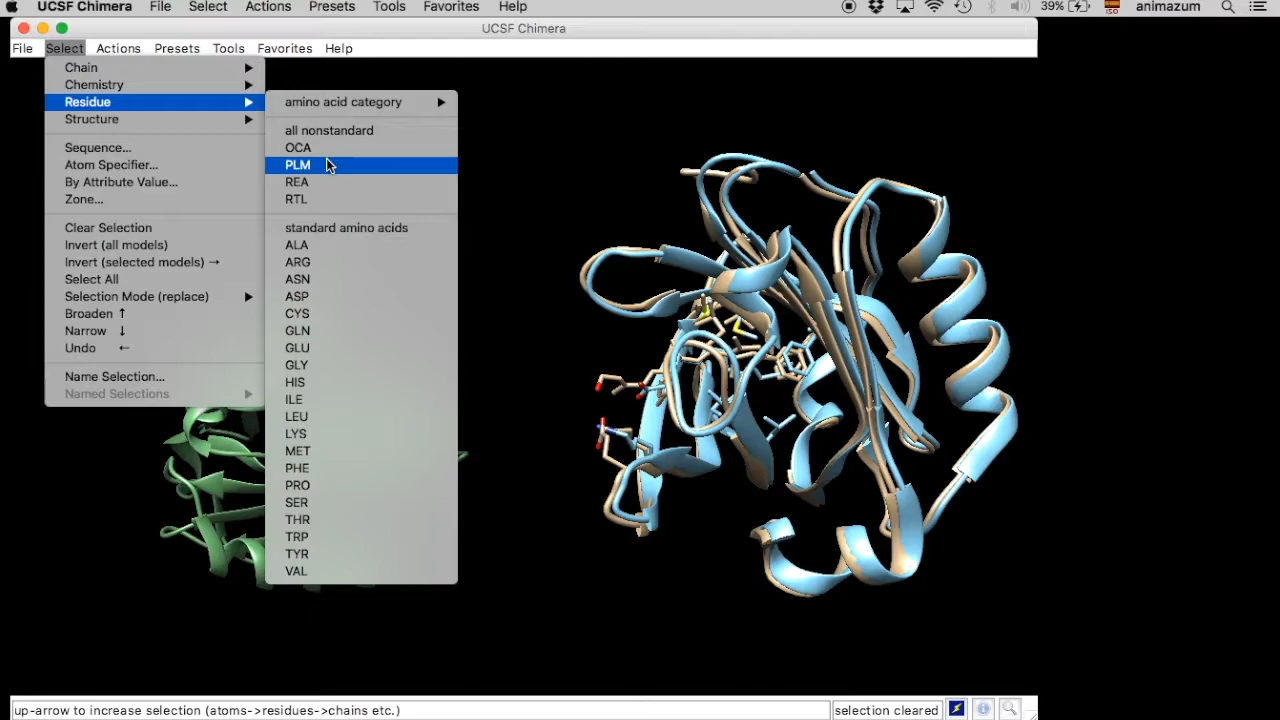 UCSF Chimera File Select Actions Presets Tools Favorites Help 39% ISO animazum
UCSF Chimera
File Select Actions Presets Tools Favorites Help
Chain
Chemistry
Residue
Structure
Sequence...
Atom Specifier...
By Attribute Value...
Zone...
Clear Selection
Invert (all models)
Invert (selected models) →
Select All
Selection Mode (replace)
Broaden ↑
Narrow ↓
Undo ←
Name Selection...
Named Selections
amino acid category
all nonstandard
OCA
PLM
REA
RTL
standard amino acids
ALA
ARG
ASN
ASP
CYS
GLN
GLU
GLY
HIS
ILE
LEU
LYS
MET
PHE
PRO
SER
THR
TRP
TYR
VAL
up-arrow to increase selection (atoms->residues->chains etc.)
selection cleared